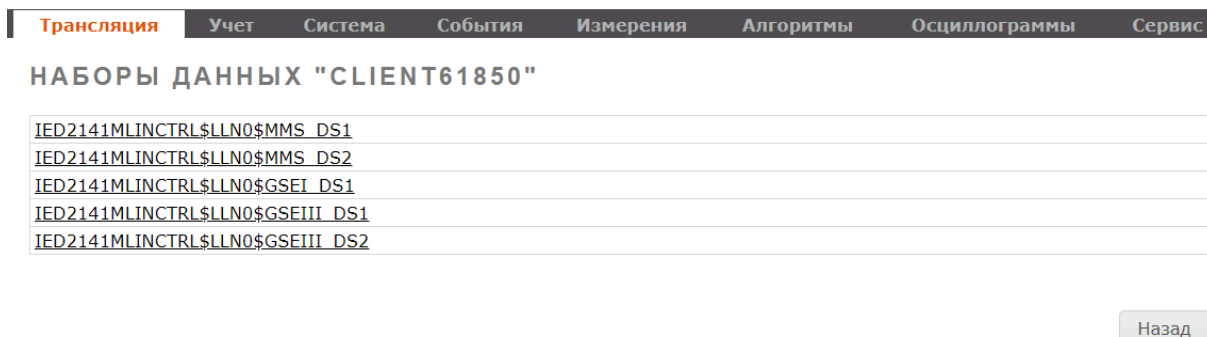 Трансляция Учет Система События Измерения Алгоритмы Осциллограммы Сервис
НАБОРЫ ДАННЫХ "CLIENT61850"
IED2141MLINCTRL$LLN0$MMS_DS1
IED2141MLINCTRL$LLN0$MMS_DS2
IED2141MLINCTRL$LLN0$GSEI_DS1
IED2141MLINCTRL$LLN0$GSEIII_DS1
IED2141MLINCTRL$LLN0$GSEIII_DS2
Назад